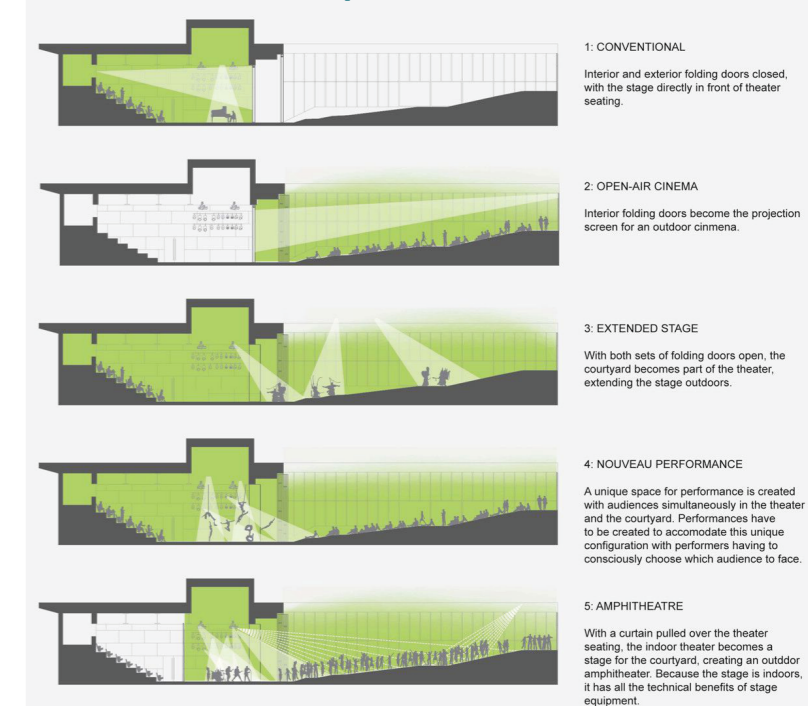 1: CONVENTIONAL
Interior and exterior folding doors closed,
with the stage directly in front of theater
seating.
2: OPEN-AIR CINEMA
Interior folding doors become the projection
screen for an outdoor cinmena.
3: EXTENDED STAGE
With both sets of folding doors open, the
courtyard becomes part of the theater,
extending the stage outdoors.
4: NOUVEAU PERFORMANCE
A unique space for performance is created
with audiences simultaneously in the theater
and the courtyard. Performances have
to be created to accomodate this unique
configuration with performers having to
consciously choose which audience to face.
5: AMPHITHEATRE
With a curtain pulled over the theater
seating, the indoor theater becomes a
stage for the courtyard, creating an outddor
amphitheater. Because the stage is indoors,
it has all the technical benefits of stage
equipment.